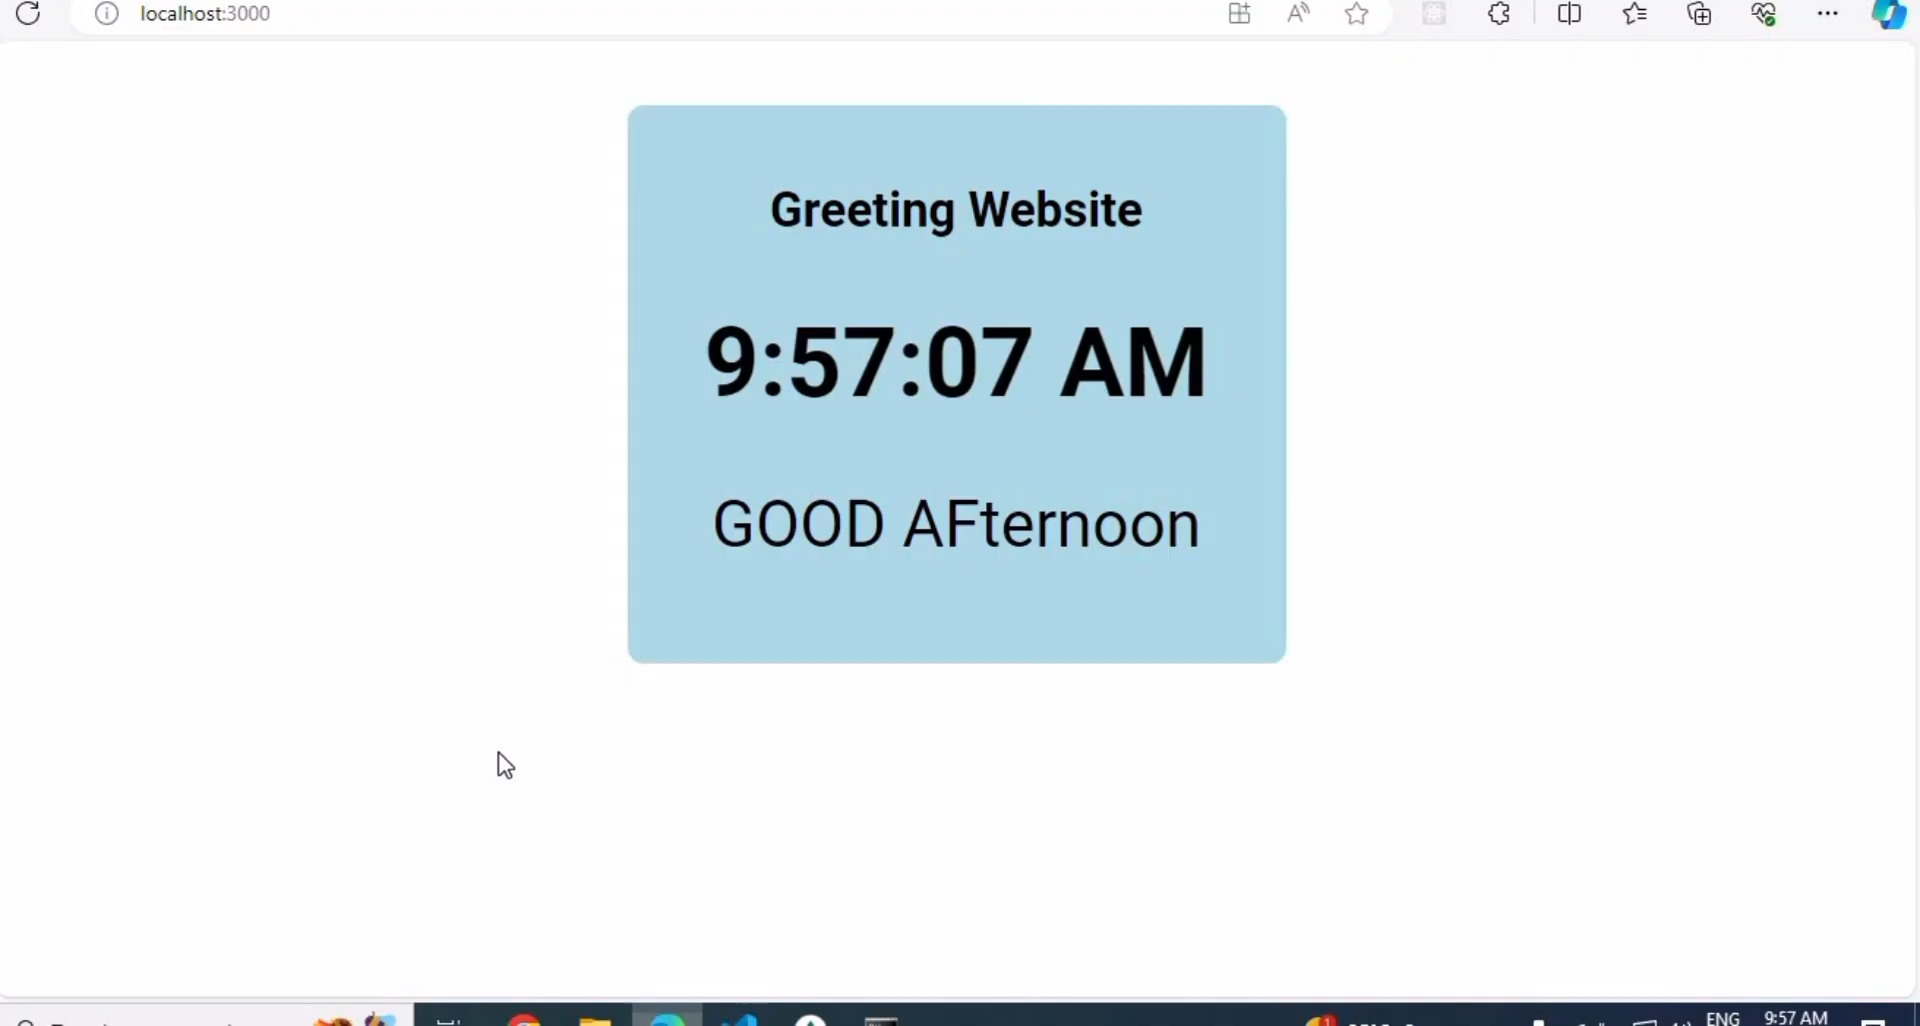 localhost:3000
Greeting Website
9:57:07 AM
GOOD AFternoon
ENG
9:57 AM